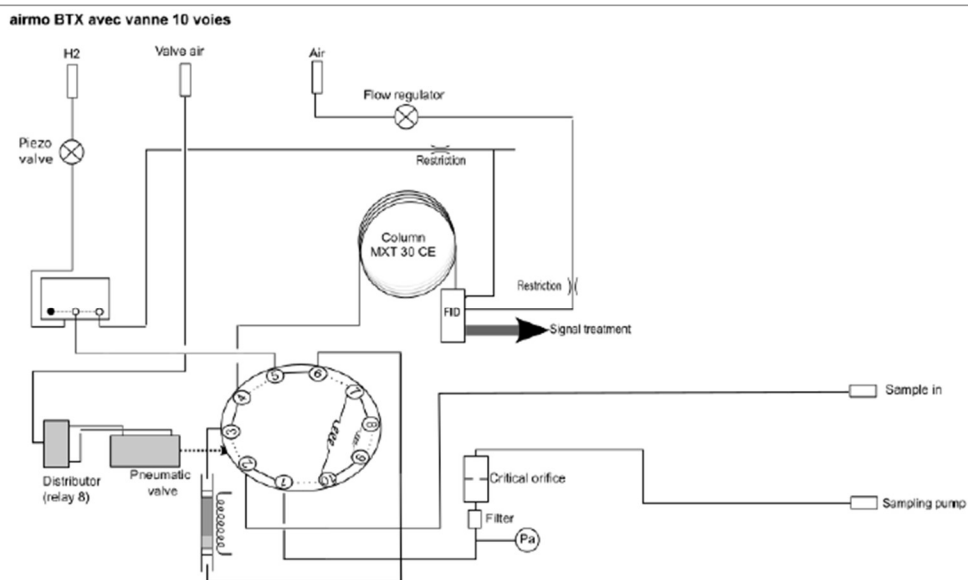 airmo BTX avec vanne 10 voies
H2
Valve air
Air
Flow regulator
Piezo
valve
Restriction
Column
MXT 30 CE
Restriction
FID
Signal treatment
5
6
4
7
3
8
2
9
1
10
Sample in
Distributor
(relay 8)
Pneumatic
valve
Critical orifice
Sampling pump
Filter
Pa